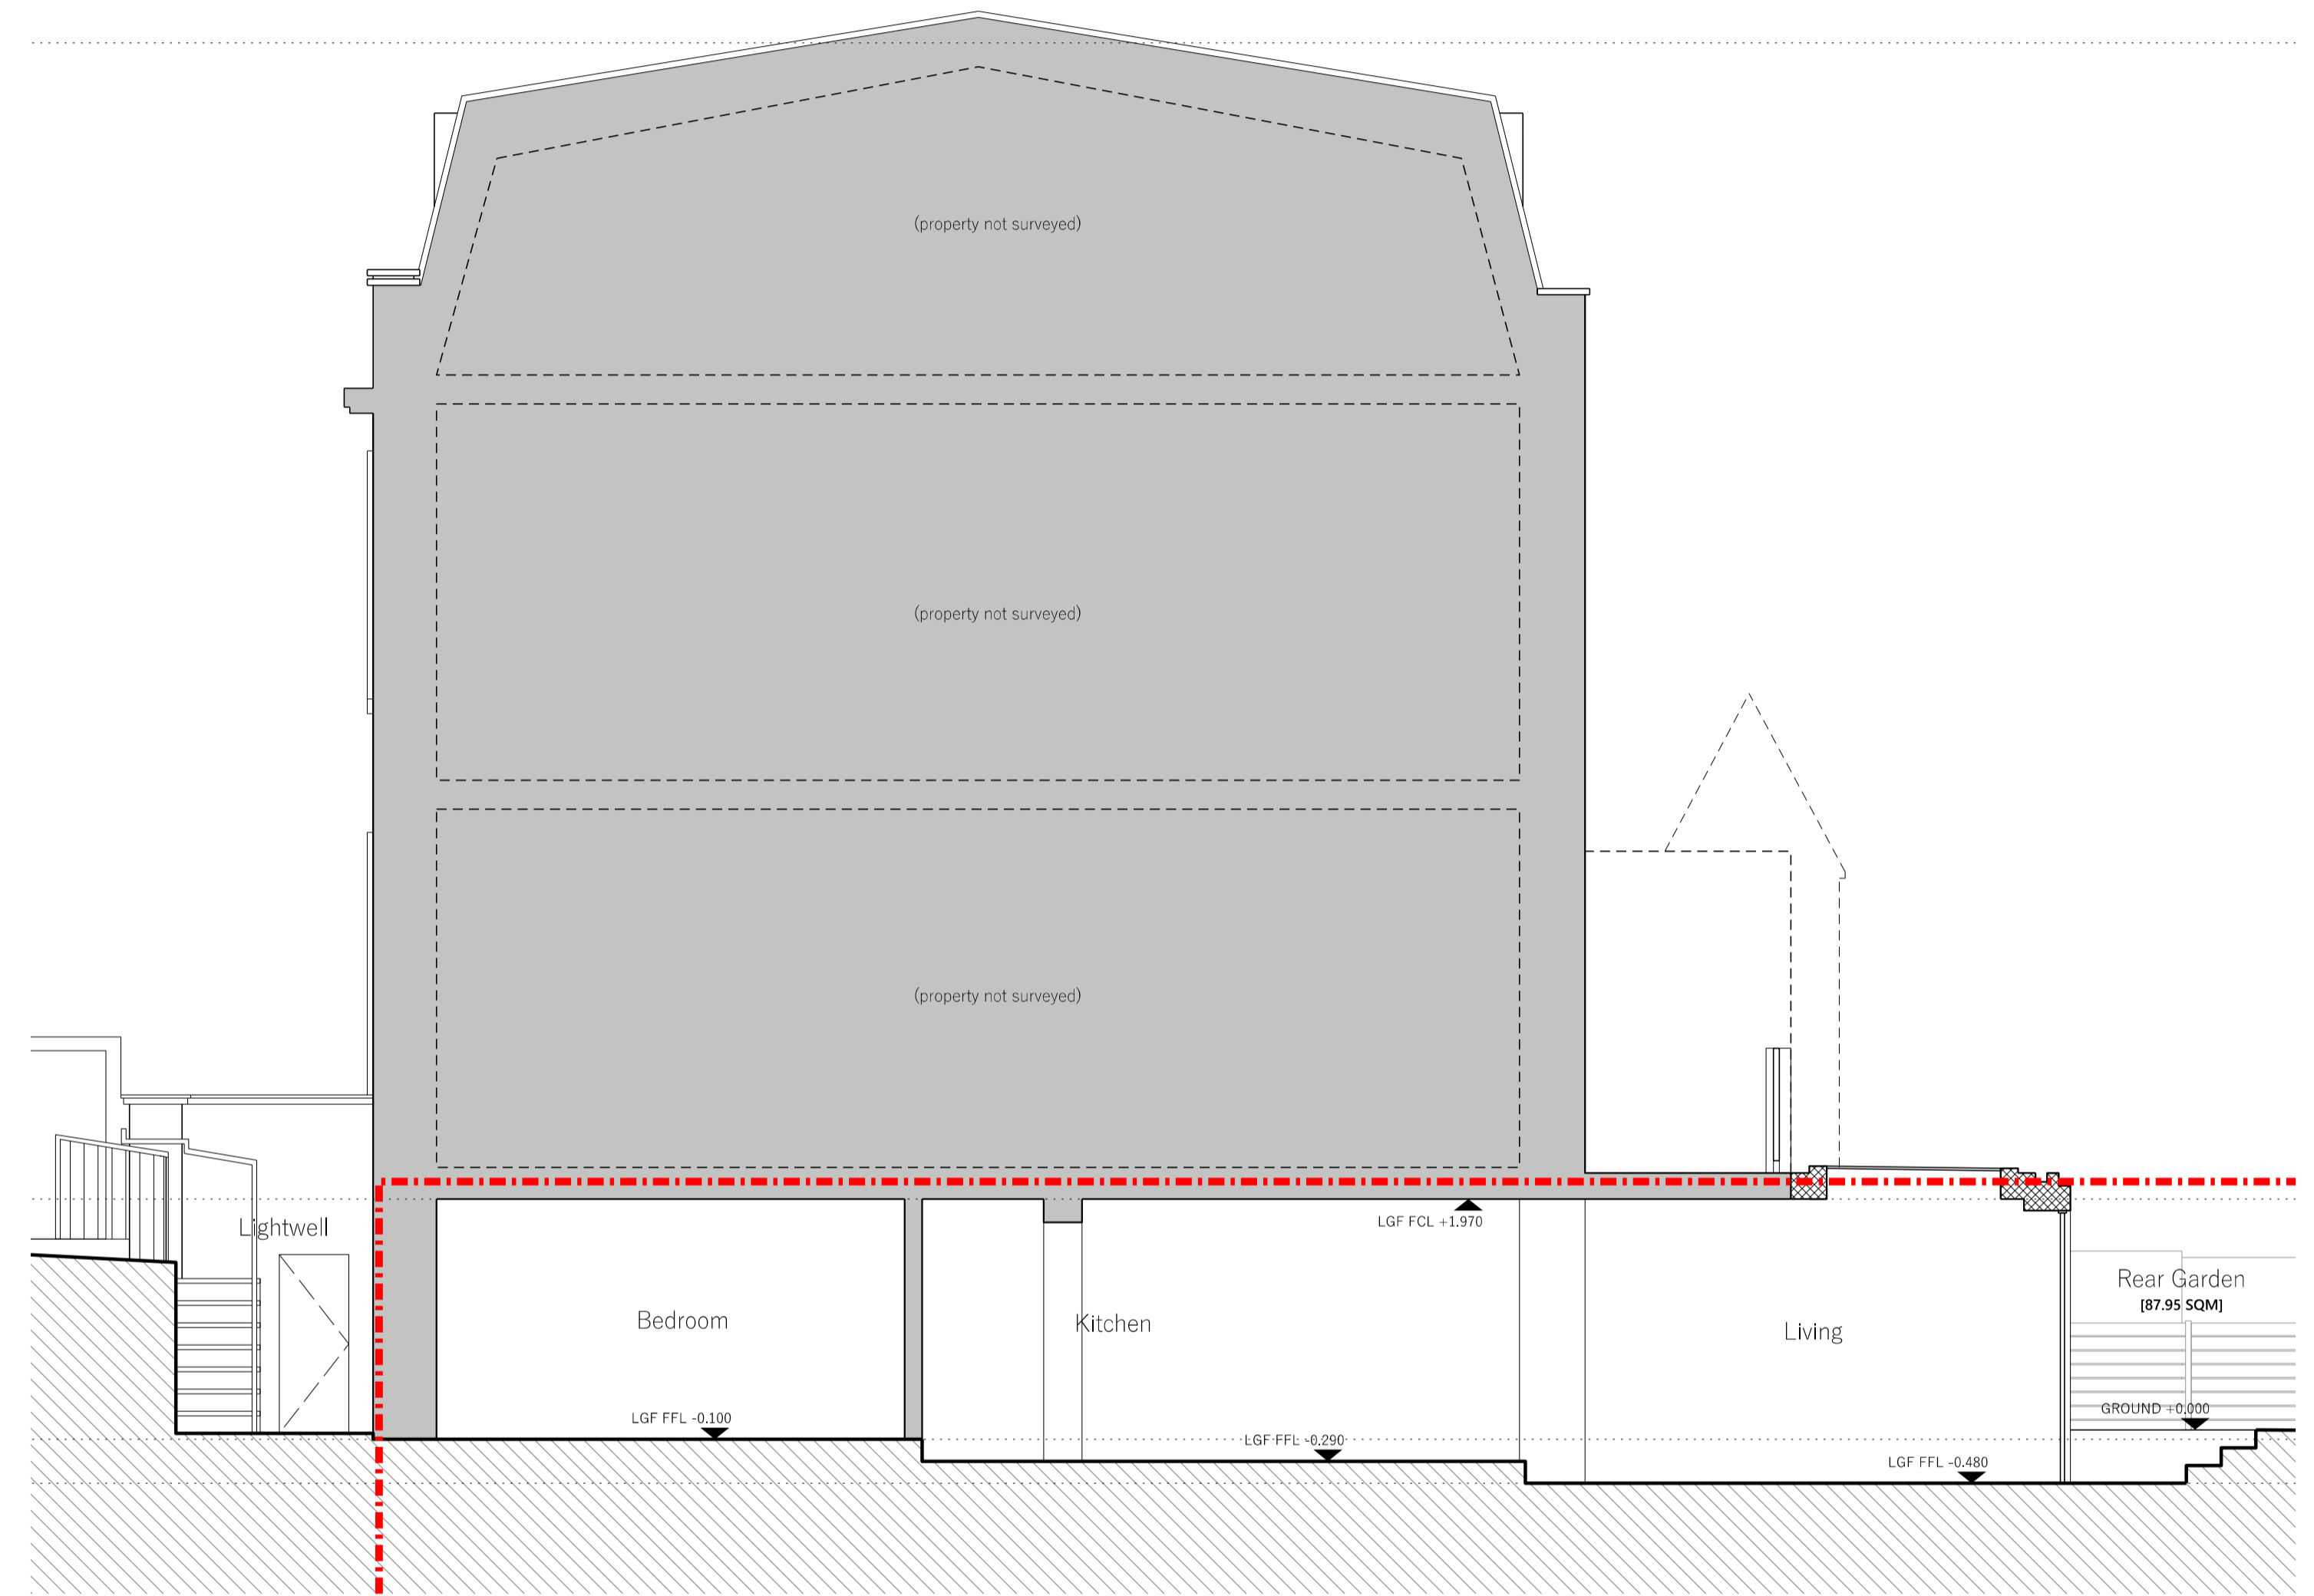 (property not surveyed)
(property not surveyed)
(property not surveyed)
LGF FCL +1.970
Lightwell
Rear Garden
[87.95 SQM]
Bedroom
Kitchen
Living
GROUND +0.000
LGF FFL -0.100
LGF FFL -0.290
LGF FFL -0.480